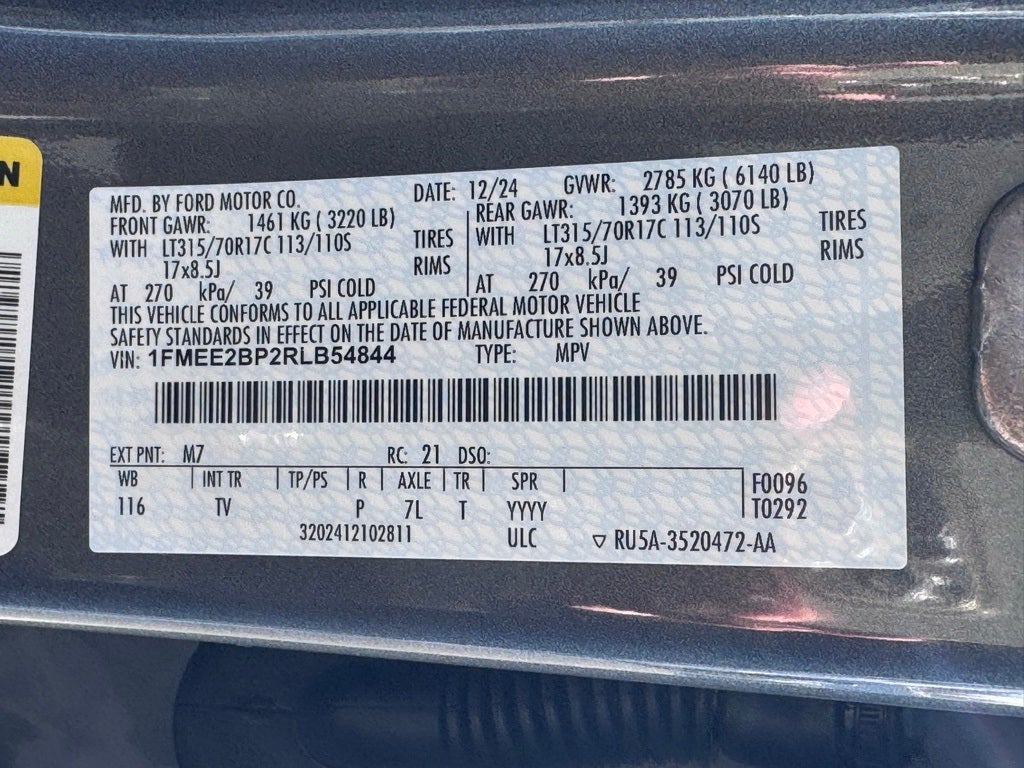 N
MFD. BY FORD MOTOR CO. DATE: 12/24 GVWR: 2785 KG ( 6140 LB)
FRONT GAWR: 1461 KG ( 3220 LB) REAR GAWR: 1393 KG ( 3070 LB)
WITH LT315/70R17C 113/110S TIRES WITH LT315/70R17C 113/110S TIRES
17x8.5J RIMS 17x8.5J RIMS
AT 270 kPa/ 39 PSI COLD AT 270 kPa/ 39 PSI COLD
THIS VEHICLE CONFORMS TO ALL APPLICABLE FEDERAL MOTOR VEHICLE
SAFETY STANDARDS IN EFFECT ON THE DATE OF MANUFACTURE SHOWN ABOVE.
VIN: 1FMEE2BP2RLB54844 TYPE: MPV
EXT PNT: M7 RC: 21 DSO:
WB INT TR TP/PS R AXLE TR SPR F0096
116 TV P 7L T YYYY T0292
3202412102811 ULC ▽ RU5A-3520472-AA